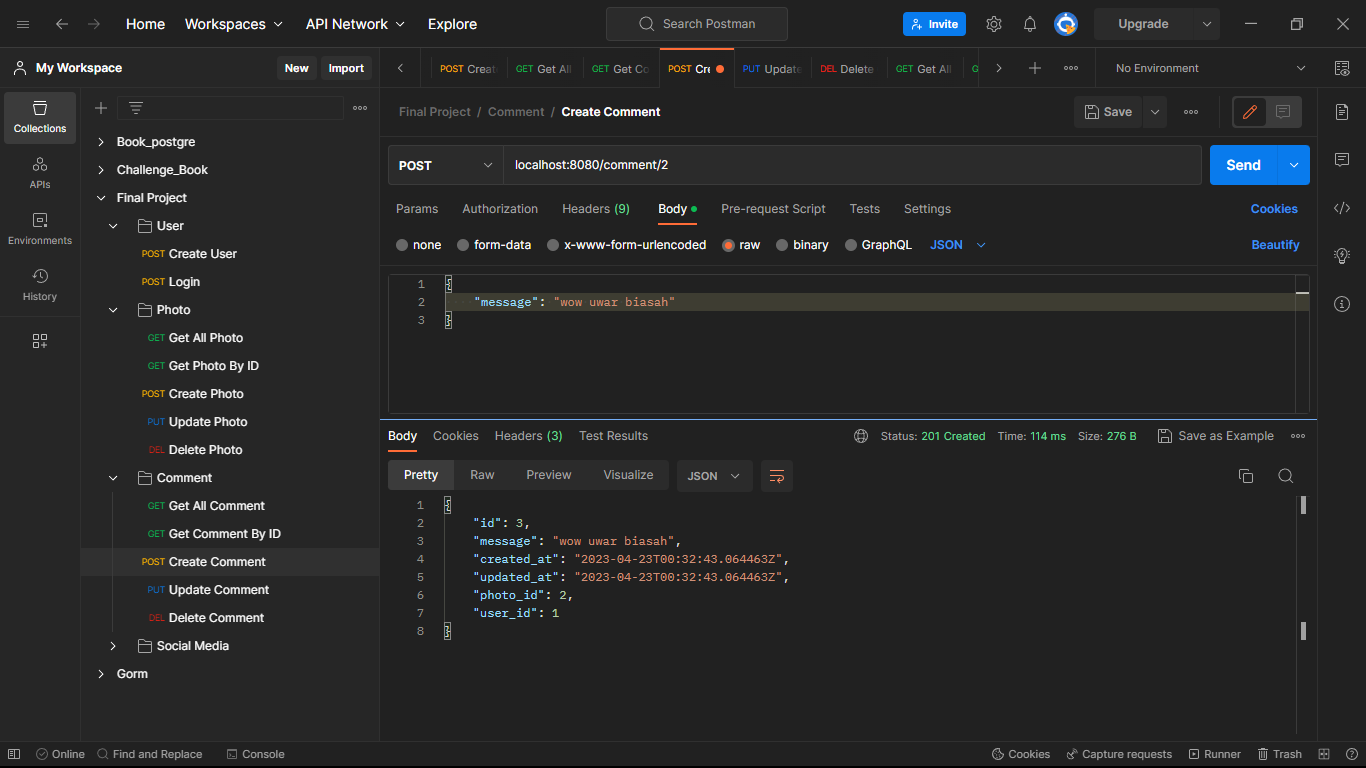 Home Workspaces API Network Explore Search Postman Invite Upgrade
My Workspace New Import
POST Creat GET Get All GET Get Co POST Cre PUT Update DEL Delete GET Get All G No Environment
Final Project / Comment / Create Comment Save
POST localhost:8080/comment/2 Send
Params Authorization Headers (9) Body Pre-request Script Tests Settings Cookies
none form-data x-www-form-urlencoded raw binary GraphQL JSON Beautify
1 {
2 "message": "wow uwar biasah"
3 }
Collections
APIs
Environments
History
Book_postgre
Challenge_Book
Final Project
User
POST Create User
POST Login
Photo
GET Get All Photo
GET Get Photo By ID
POST Create Photo
PUT Update Photo
DEL Delete Photo
Comment
GET Get All Comment
GET Get Comment By ID
POST Create Comment
PUT Update Comment
DEL Delete Comment
Social Media
Gorm
Body Cookies Headers (3) Test Results Status: 201 Created Time: 114 ms Size: 276 B Save as Example
Pretty Raw Preview Visualize JSON
1 {
2 "id": 3,
3 "message": "wow uwar biasah",
4 "created_at": "2023-04-23T00:32:43.064463Z",
5 "updated_at": "2023-04-23T00:32:43.064463Z",
6 "photo_id": 2,
7 "user_id": 1
8 }
Online Find and Replace Console Cookies Capture requests Runner Trash